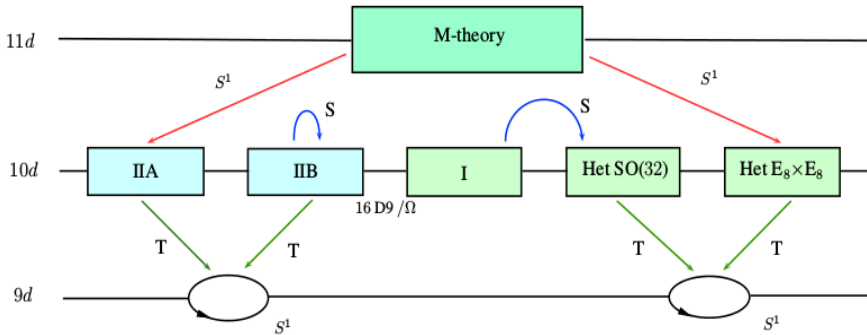 11d
M-theory
S¹
S¹
S
S
10d
IIA
IIB
I
Het SO(32)
Het E₈×E₈
16 D9 /Ω
T
T
T
T
9d
S¹
S¹